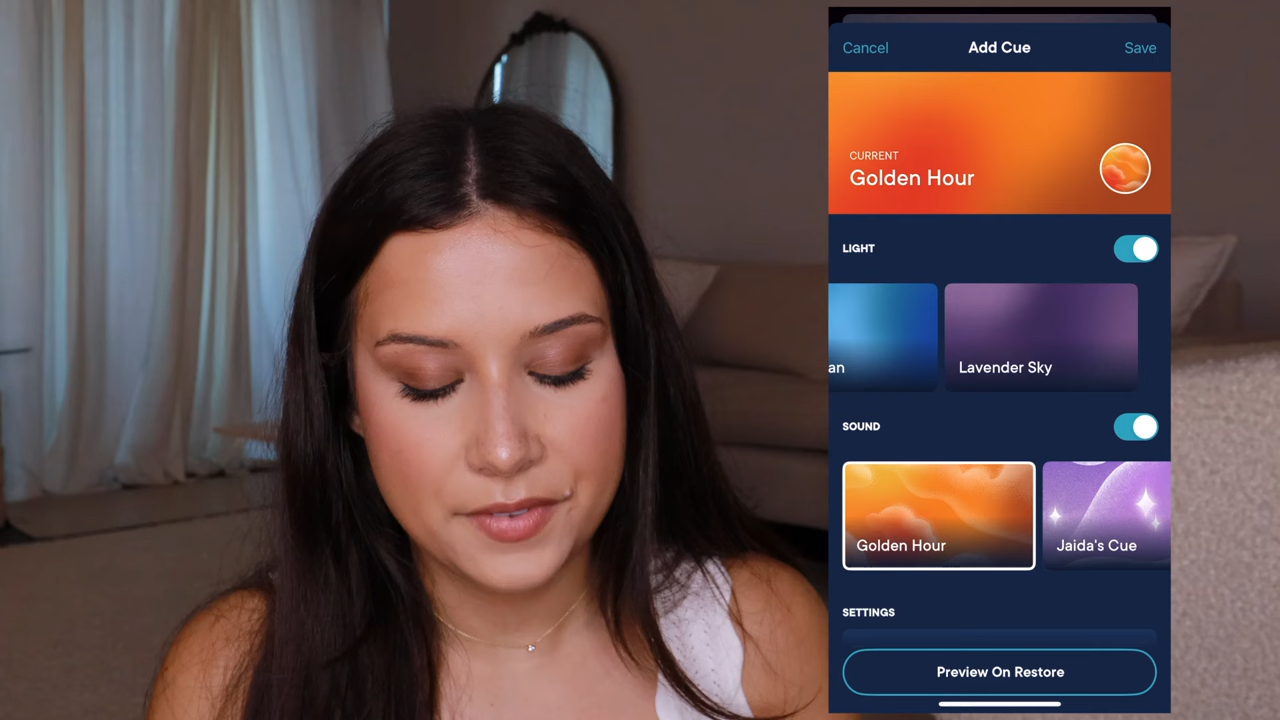 Cancel Add Cue Save
CURRENT
Golden Hour
LIGHT
an
Lavender Sky
SOUND
Golden Hour
Jaida's Cue
SETTINGS
Preview On Restore